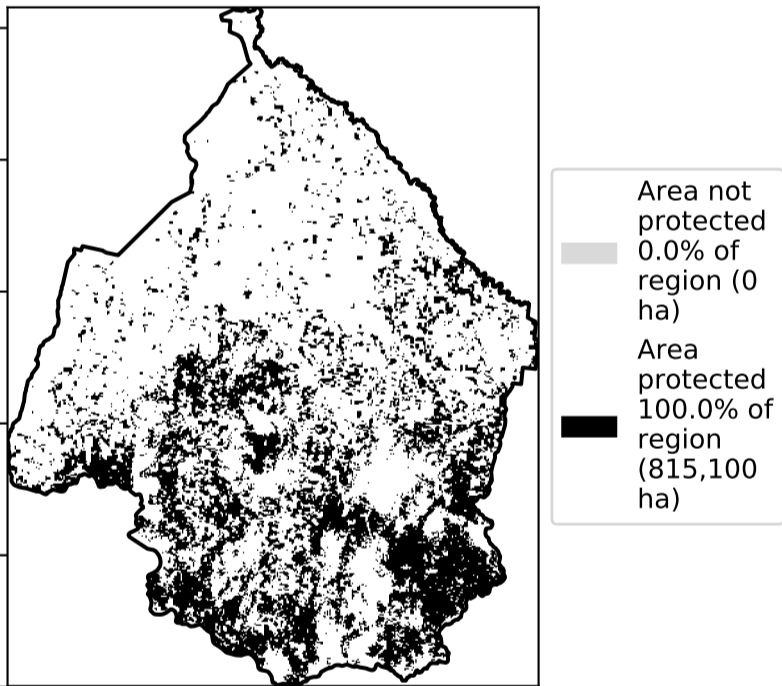 Area not
protected
0.0% of
region (0
ha)
Area
protected
100.0% of
region
(815,100
ha)